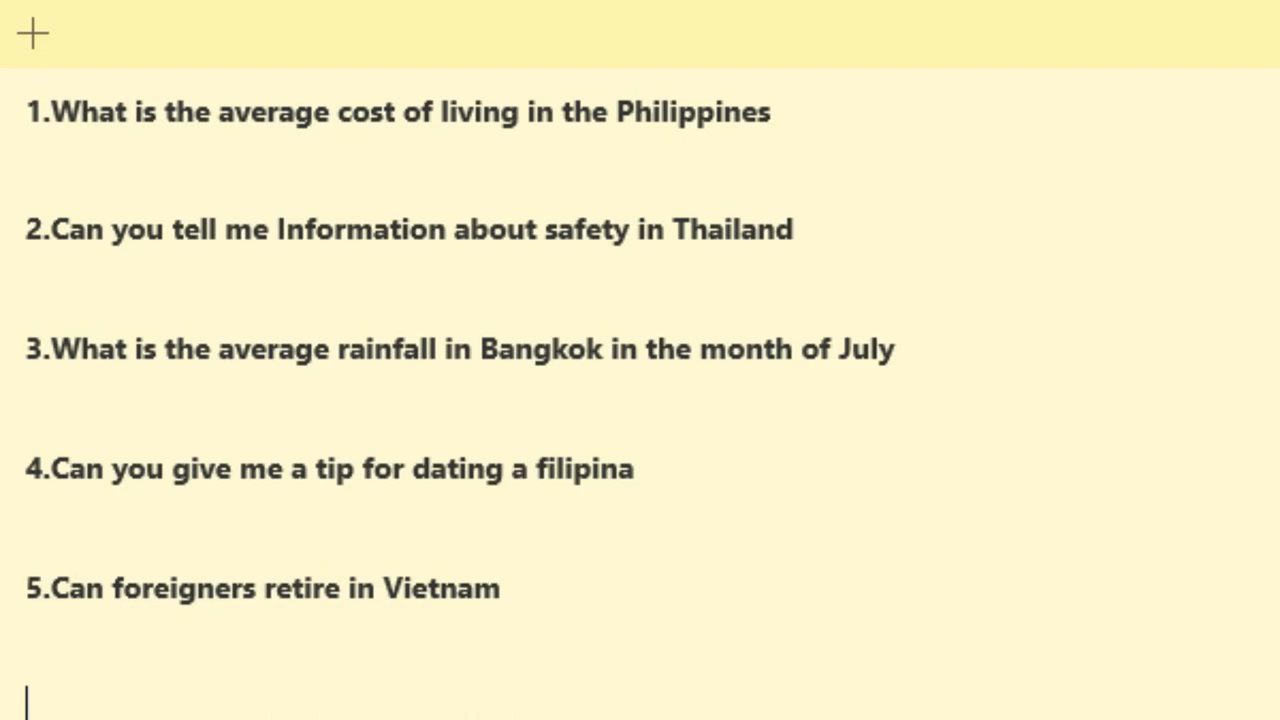 1.What is the average cost of living in the Philippines
2.Can you tell me Information about safety in Thailand
3.What is the average rainfall in Bangkok in the month of July
4.Can you give me a tip for dating a filipina
5.Can foreigners retire in Vietnam